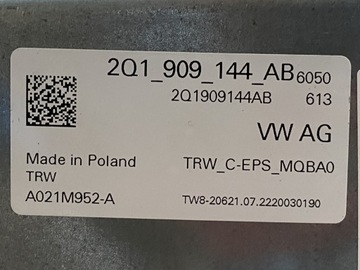 2Q1_909_144_AB 6050
2Q1909144AB 613
VW AG
Made in Poland TRW_C-EPS_MQBA0
TRW
A021M952-A TW8-20621.07.2220030190